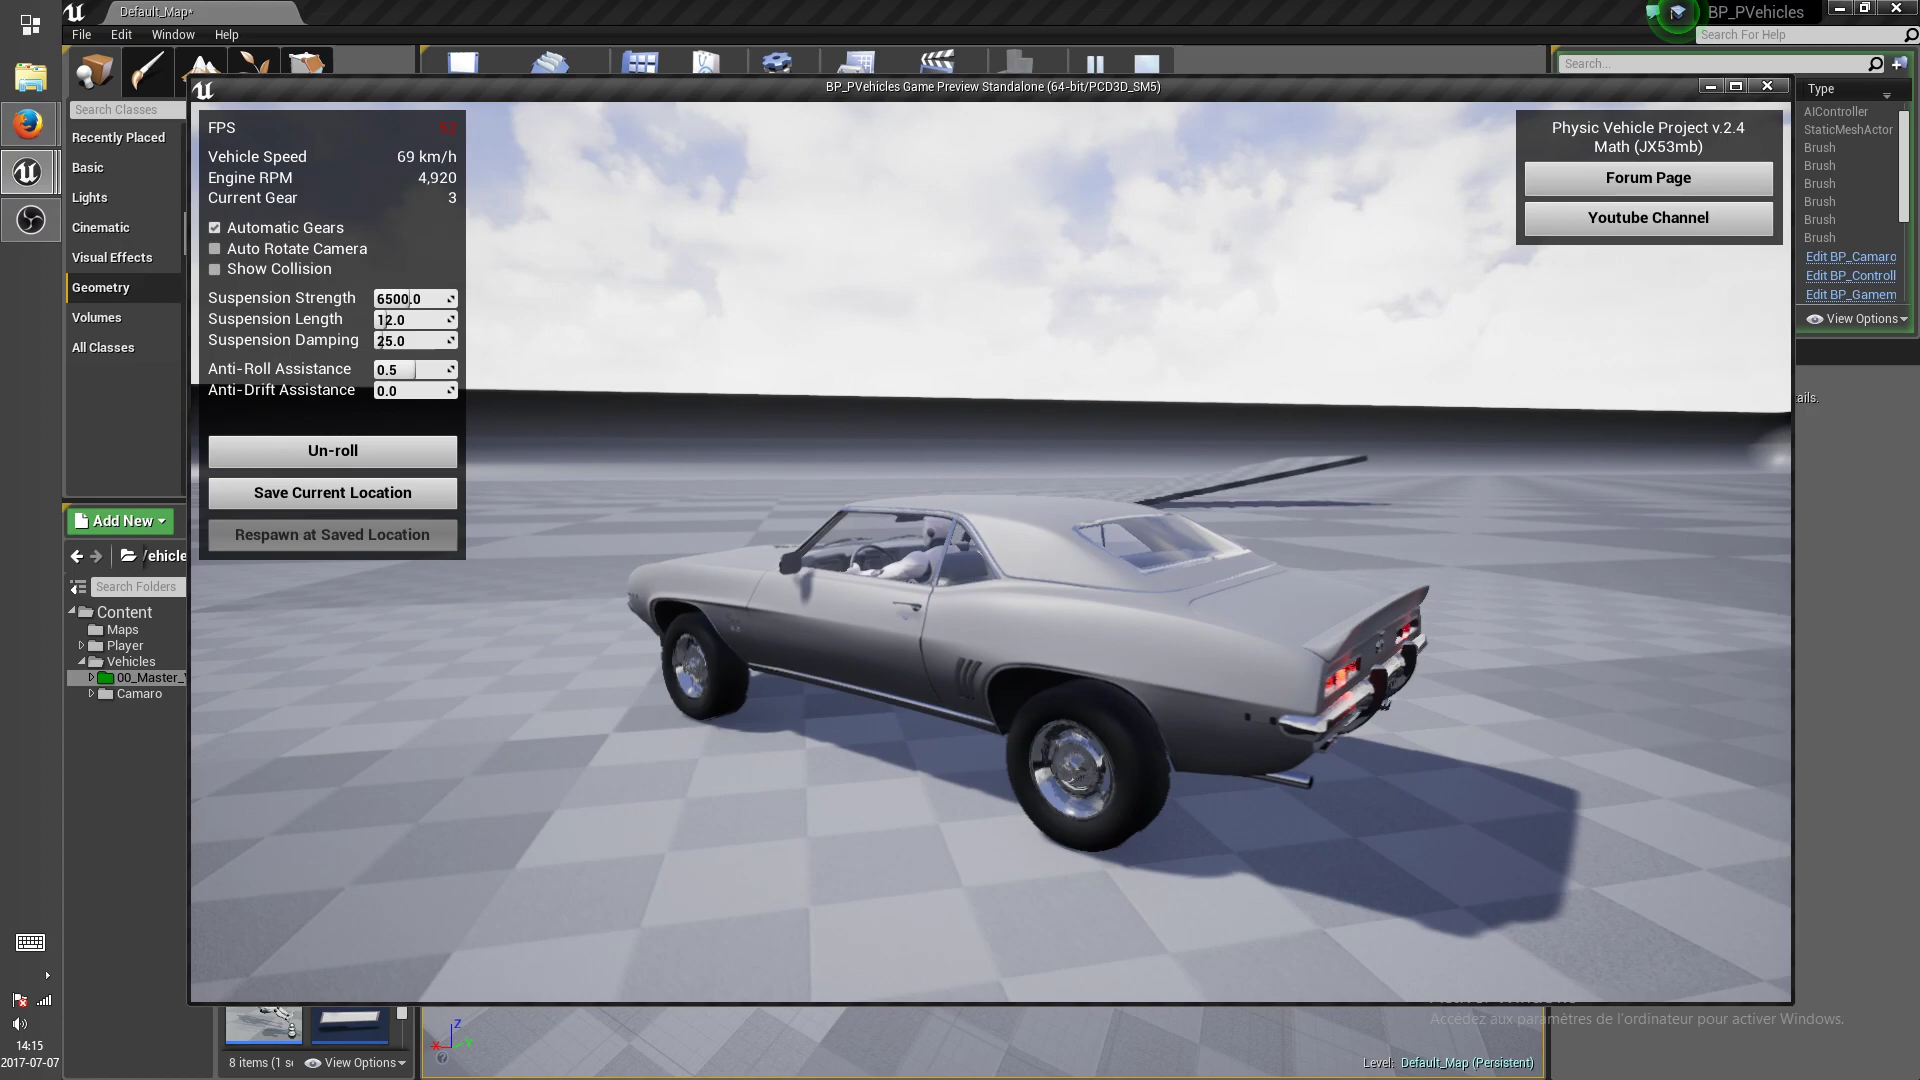 Default_Map•
BP_PVehicles
File Edit Window Help
Search For Help
Search Classes
Search...
Recently Placed
Basic
Lights
Cinematic
Visual Effects
Geometry
Volumes
All Classes
BP_PVehicles Game Preview Standalone (64-bit/PCD3D_SM5)
FPS
Vehicle Speed 69 km/h
Engine RPM 4,920
Current Gear 3
Automatic Gears
Auto Rotate Camera
Show Collision
Suspension Strength 6500.0
Suspension Length 12.0
Suspension Damping 25.0
Anti-Roll Assistance 0.5
Anti-Drift Assistance 0.0
Un-roll
Save Current Location
Respawn at Saved Location
Physic Vehicle Project v.2.4
Math (JX53mb)
Forum Page
Youtube Channel
Type
AIController
StaticMeshActor
Brush
Brush
Brush
Brush
Brush
Brush
Edit BP_Camaro
Edit BP_Controll
Edit BP_Gamem
View Options
ails.
Add New
/ehicle
Search Folders
Content
Maps
Player
Vehicles
00_Master_V
Camaro
14:15
2017-07-07
8 items (1 s
View Options
Z
Accédez aux paramètres de l'ordinateur pour activer Windows.
Level: Default_Map (Persistent)